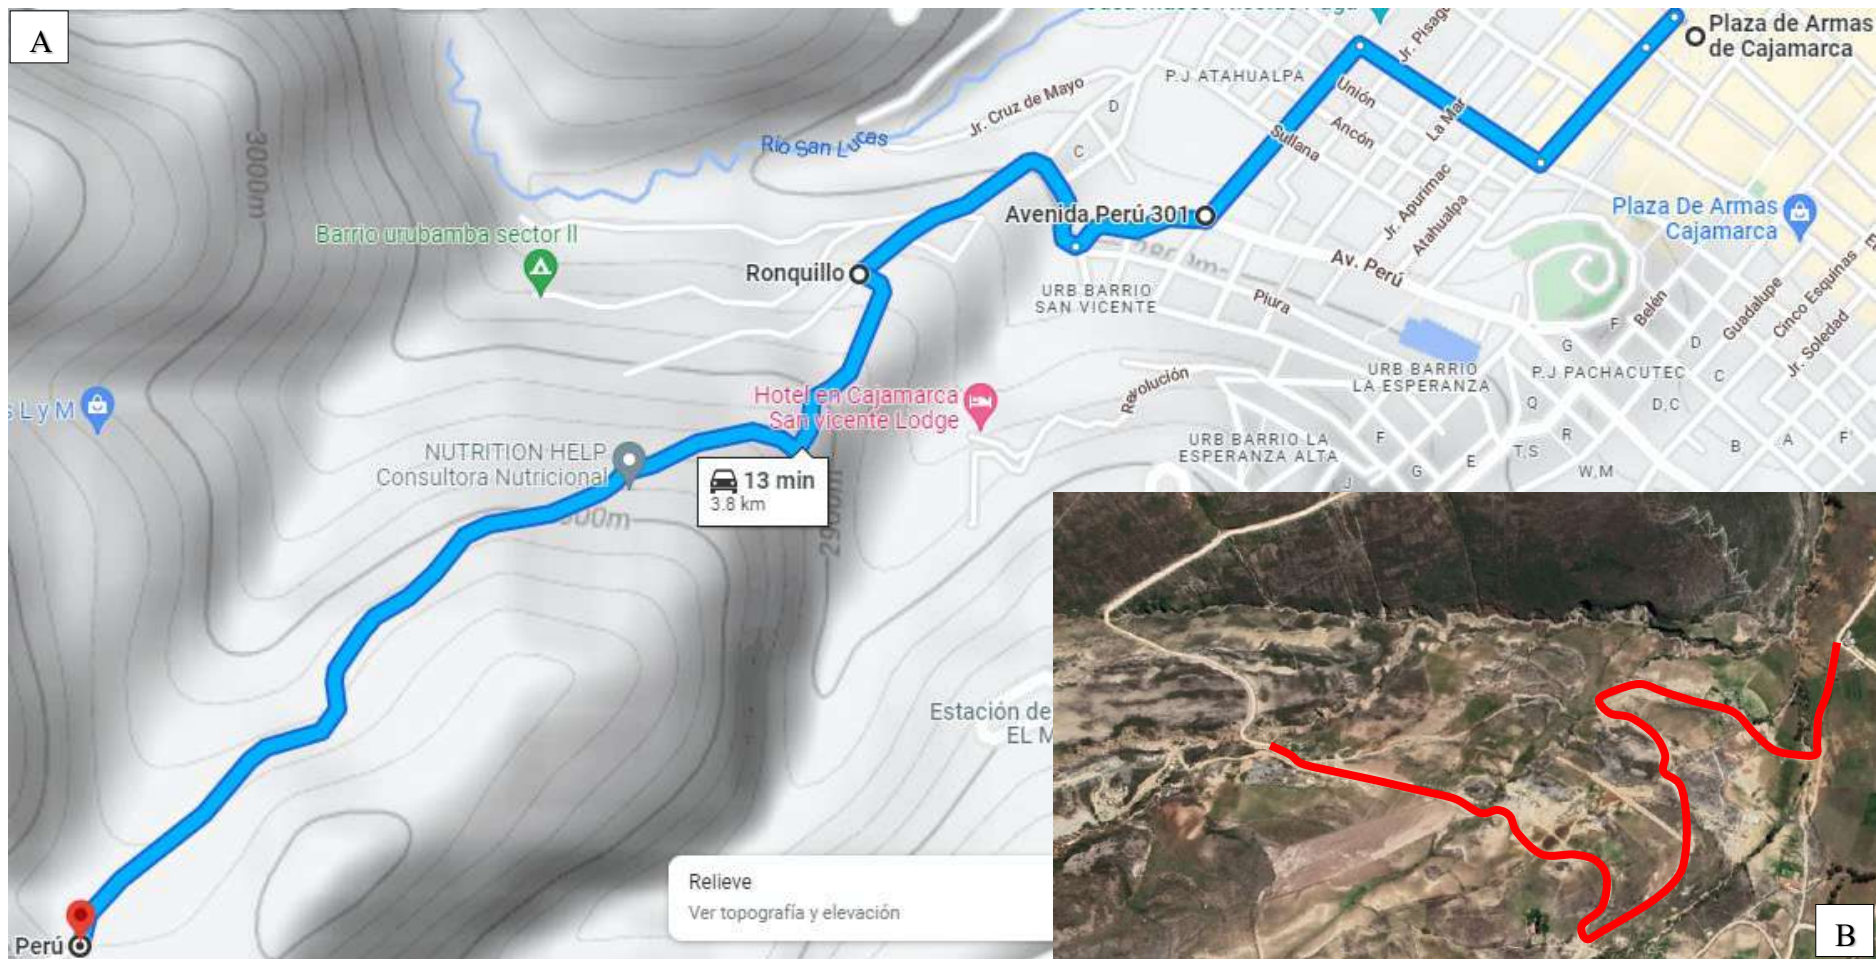 A
Plaza de Armas
de Cajamarca
Jr. Pisagu
P.J ATAHUALPA
Unión
Jr. Cruz de Mayo
D
La Mar
Ancón
Sullana
Río San Lucas
C
3000m
Jr. Apurimac
Atahualpa
Avenida Perú 301
Plaza De Armas
Cajamarca
Barrio urubamba sector II
2800m
Av. Perú
Ronquillo
URB BARRIO
SAN VICENTE
Piura
Belén
Guadalupe
Cinco Esquinas
Jr. Soledad
F
G
D
URB BARRIO
LA ESPERANZA
P.J PACHACUTEC
C
Revolución
Hotel en Cajamarca
San vicente Lodge
s L y M
Q
D,C
NUTRITION HELP
Consultora Nutricional
URB BARRIO LA
ESPERANZA ALTA
F
R
T,S
B
A
F'
E
G
W,M
J
13 min
3.8 km
Estación de
EL M
Relieve
Ver topografía y elevación
Perú
B